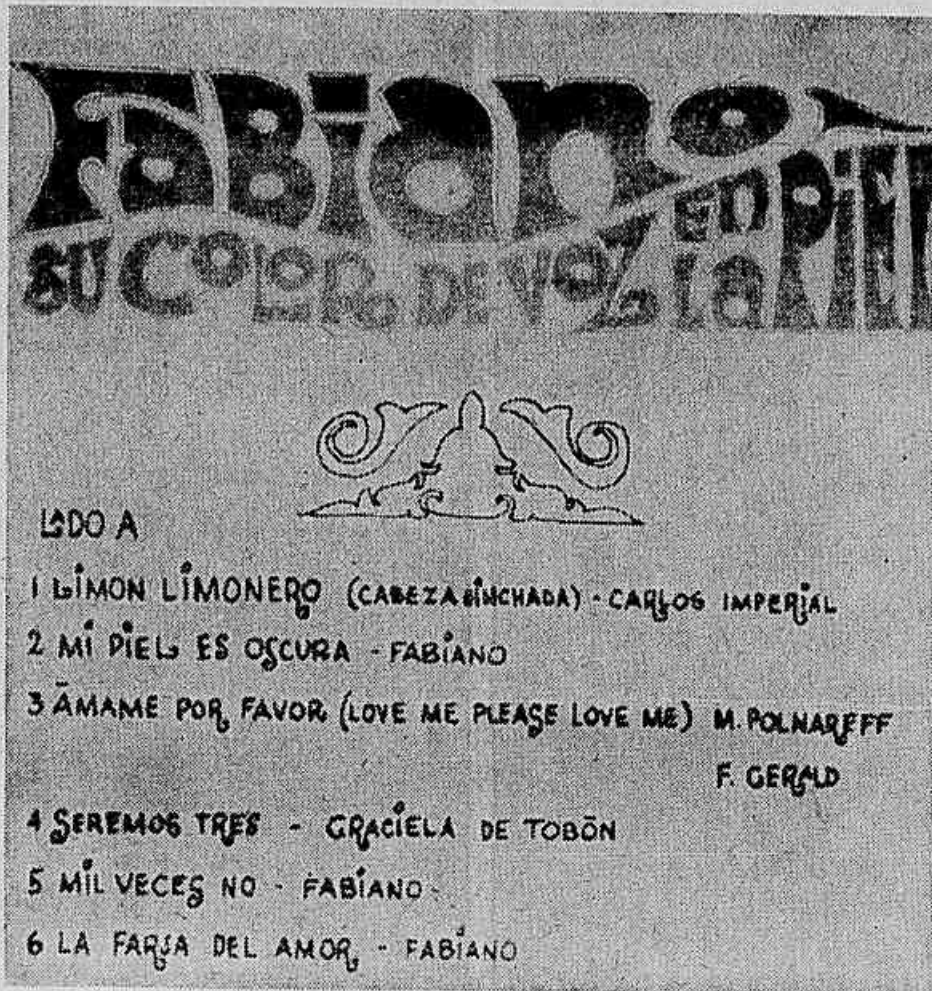 FABIANO
SU COLOR DE VOZ EN LA PIEL
LADO A
1 LIMON LIMONERO (CABEZA HINCHADA) - CARLOS IMPERIAL
2 MI PIEL ES OSCURA - FABIANO
3 ÁMAME POR FAVOR (LOVE ME PLEASE LOVE ME) M. POLNAREFF
F. GERALD
4 SEREMOS TRES - GRACIELA DE TOBÓN
5 MIL VECES NO - FABIANO -
6 LA FARSA DEL AMOR - FABIANO